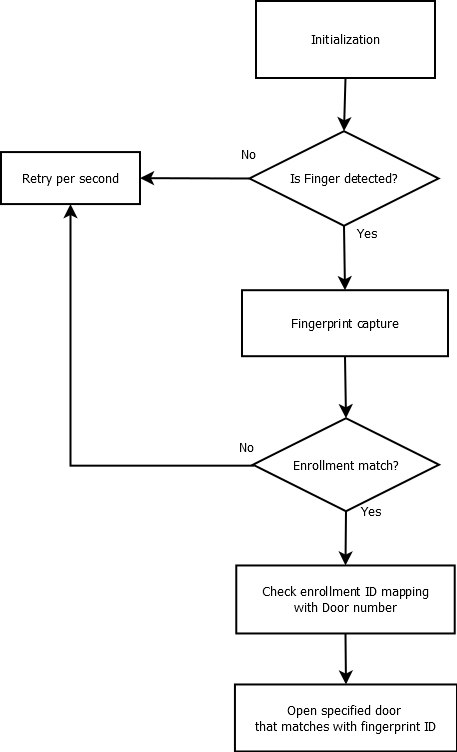 Initialization
No
Is Finger detected?
Retry per second
Yes
Fingerprint capture
No
Enrollment match?
Yes
Check enrollment ID mapping
with Door number
Open specified door
that matches with fingerprint ID